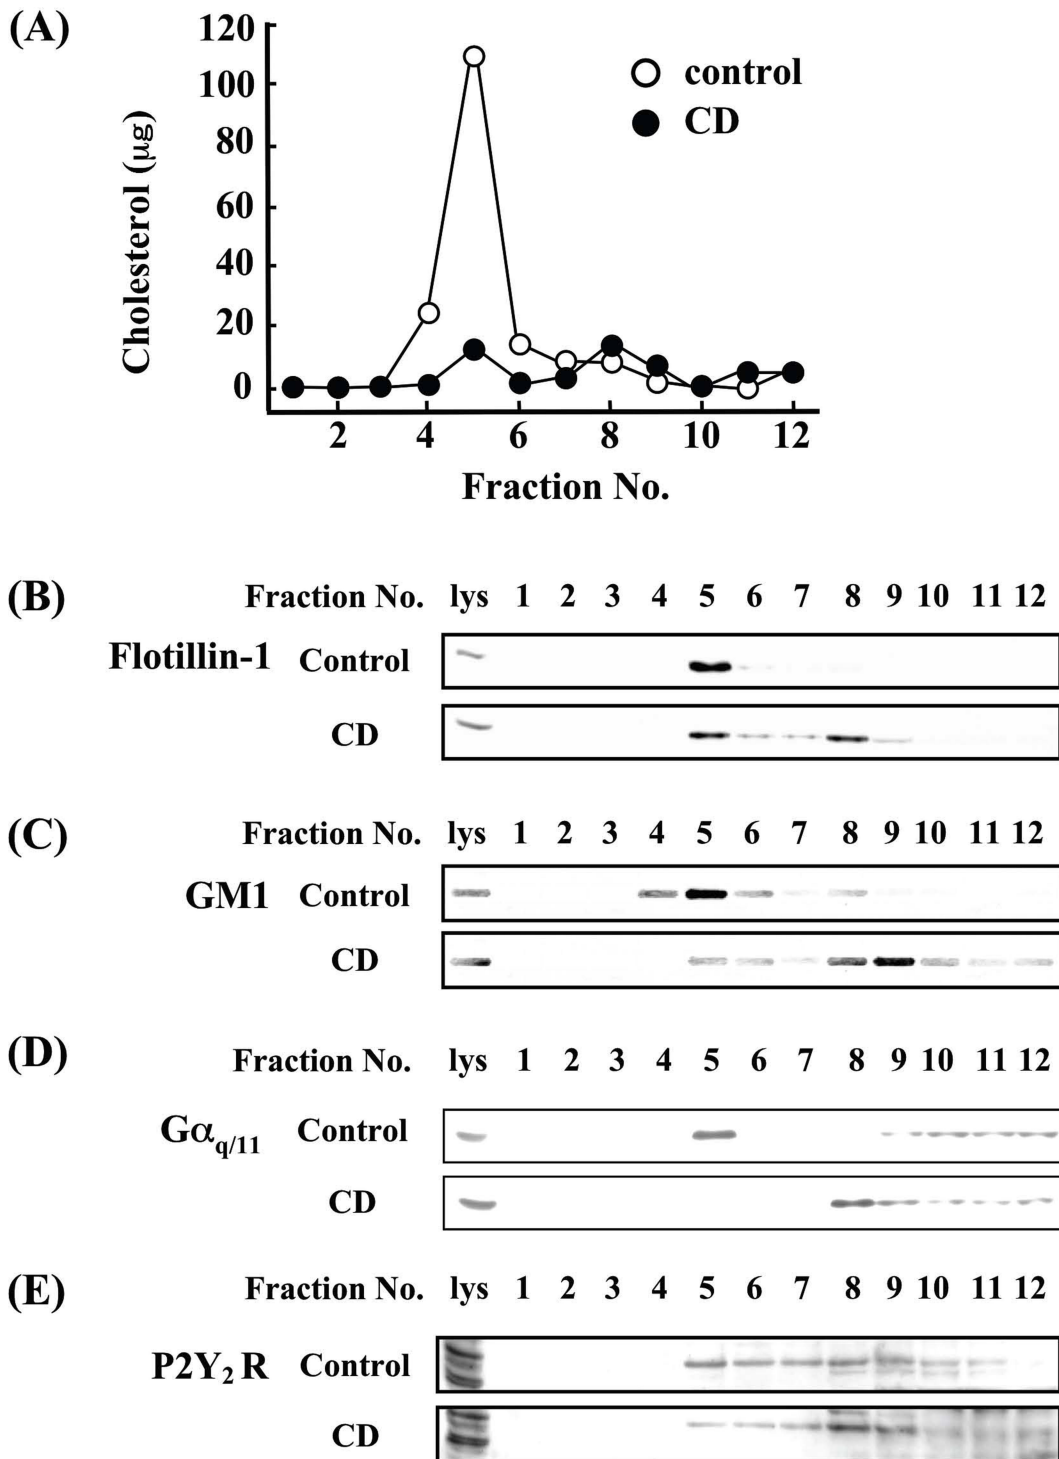 (A)
120
100
80
60
40
20
0
Cholesterol (μg)
control
CD
2 4 6 8 10 12
Fraction No.
(B)
Fraction No. lys 1 2 3 4 5 6 7 8 9 10 11 12
Flotillin-1 Control
CD
(C)
Fraction No. lys 1 2 3 4 5 6 7 8 9 10 11 12
GM1 Control
CD
(D)
Fraction No. lys 1 2 3 4 5 6 7 8 9 10 11 12
Gαq/11 Control
CD
(E)
Fraction No. lys 1 2 3 4 5 6 7 8 9 10 11 12
P2Y2 R Control
CD